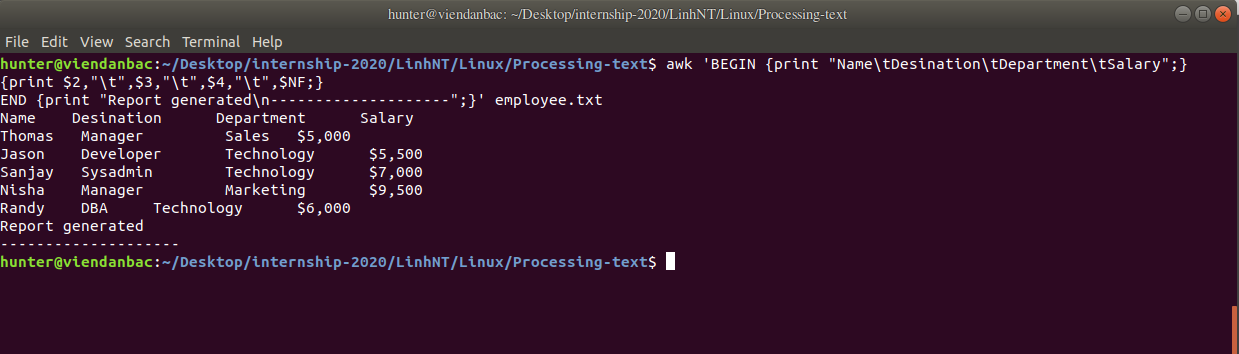 hunter@viendanbac: ~/Desktop/internship-2020/LinhNT/Linux/Processing-text
File Edit View Search Terminal Help
hunter@viendanbac:~/Desktop/internship-2020/LinhNT/Linux/Processing-text$ awk 'BEGIN {print "Name\tDesination\tDepartment\tSalary";}
{print $2,"\t",$3,"\t",$4,"\t",$NF;}
END {print "Report generated\n--------------------";}' employee.txt
Name    Desination      Department      Salary
Thomas   Manager         Sales   $5,000
Jason    Developer       Technology      $5,500
Sanjay   Sysadmin        Technology      $7,000
Nisha    Manager         Marketing       $9,500
Randy    DBA     Technology      $6,000
Report generated
--------------------
hunter@viendanbac:~/Desktop/internship-2020/LinhNT/Linux/Processing-text$